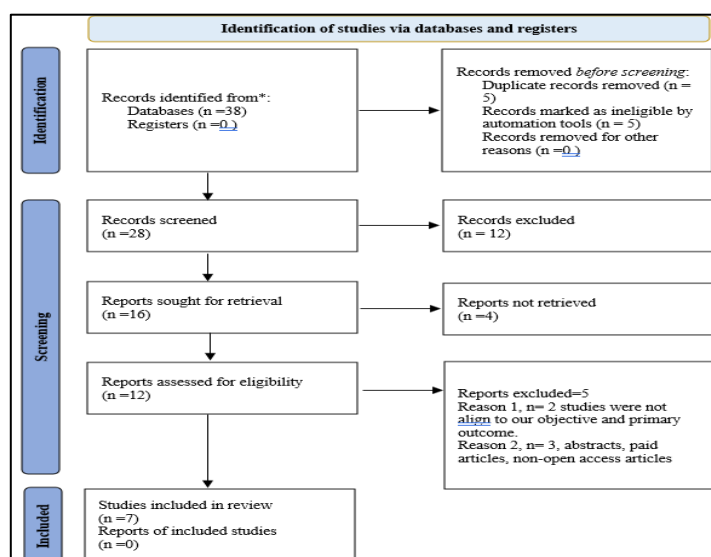 Identification of studies via databases and registers
Identification
Records identified from*:
Databases (n =38)
Registers (n =0 )
Records removed before screening:
Duplicate records removed (n =
5)
Records marked as ineligible by
automation tools (n = 5)
Records removed for other
reasons (n =0 )
Screening
Records screened
(n =28)
Records excluded
(n = 12)
Reports sought for retrieval
(n =16)
Reports not retrieved
(n =4)
Reports assessed for eligibility
(n =12)
Reports excluded=5
Reason 1, n= 2 studies were not
align to our objective and primary
outcome.
Reason 2, n= 3, abstracts, paid
articles, non-open access articles
Included
Studies included in review
(n =7)
Reports of included studies
(n =0)